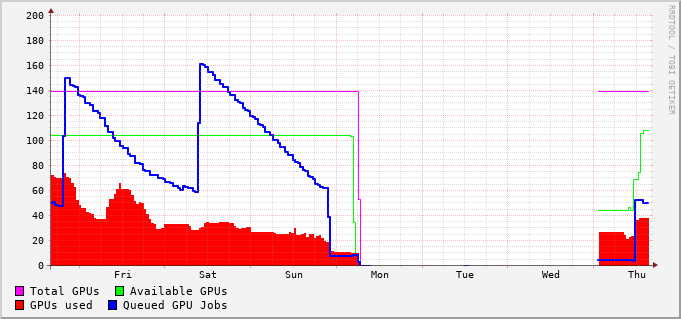 RRDTOOL / TOBI OETIKER
200
180
160
140
120
100
80
60
40
20
0
Fri Sat Sun Mon Tue Wed Thu
Total GPUs Available GPUs
GPUs used Queued GPU Jobs